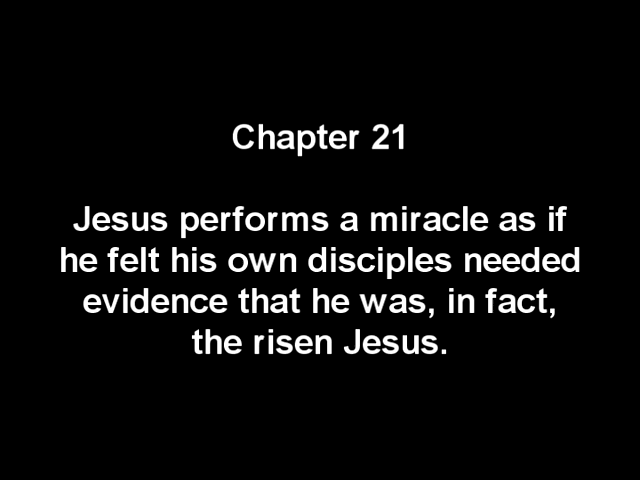 Chapter 21
Jesus performs a miracle as if
he felt his own disciples needed
evidence that he was, in fact,
the risen Jesus.